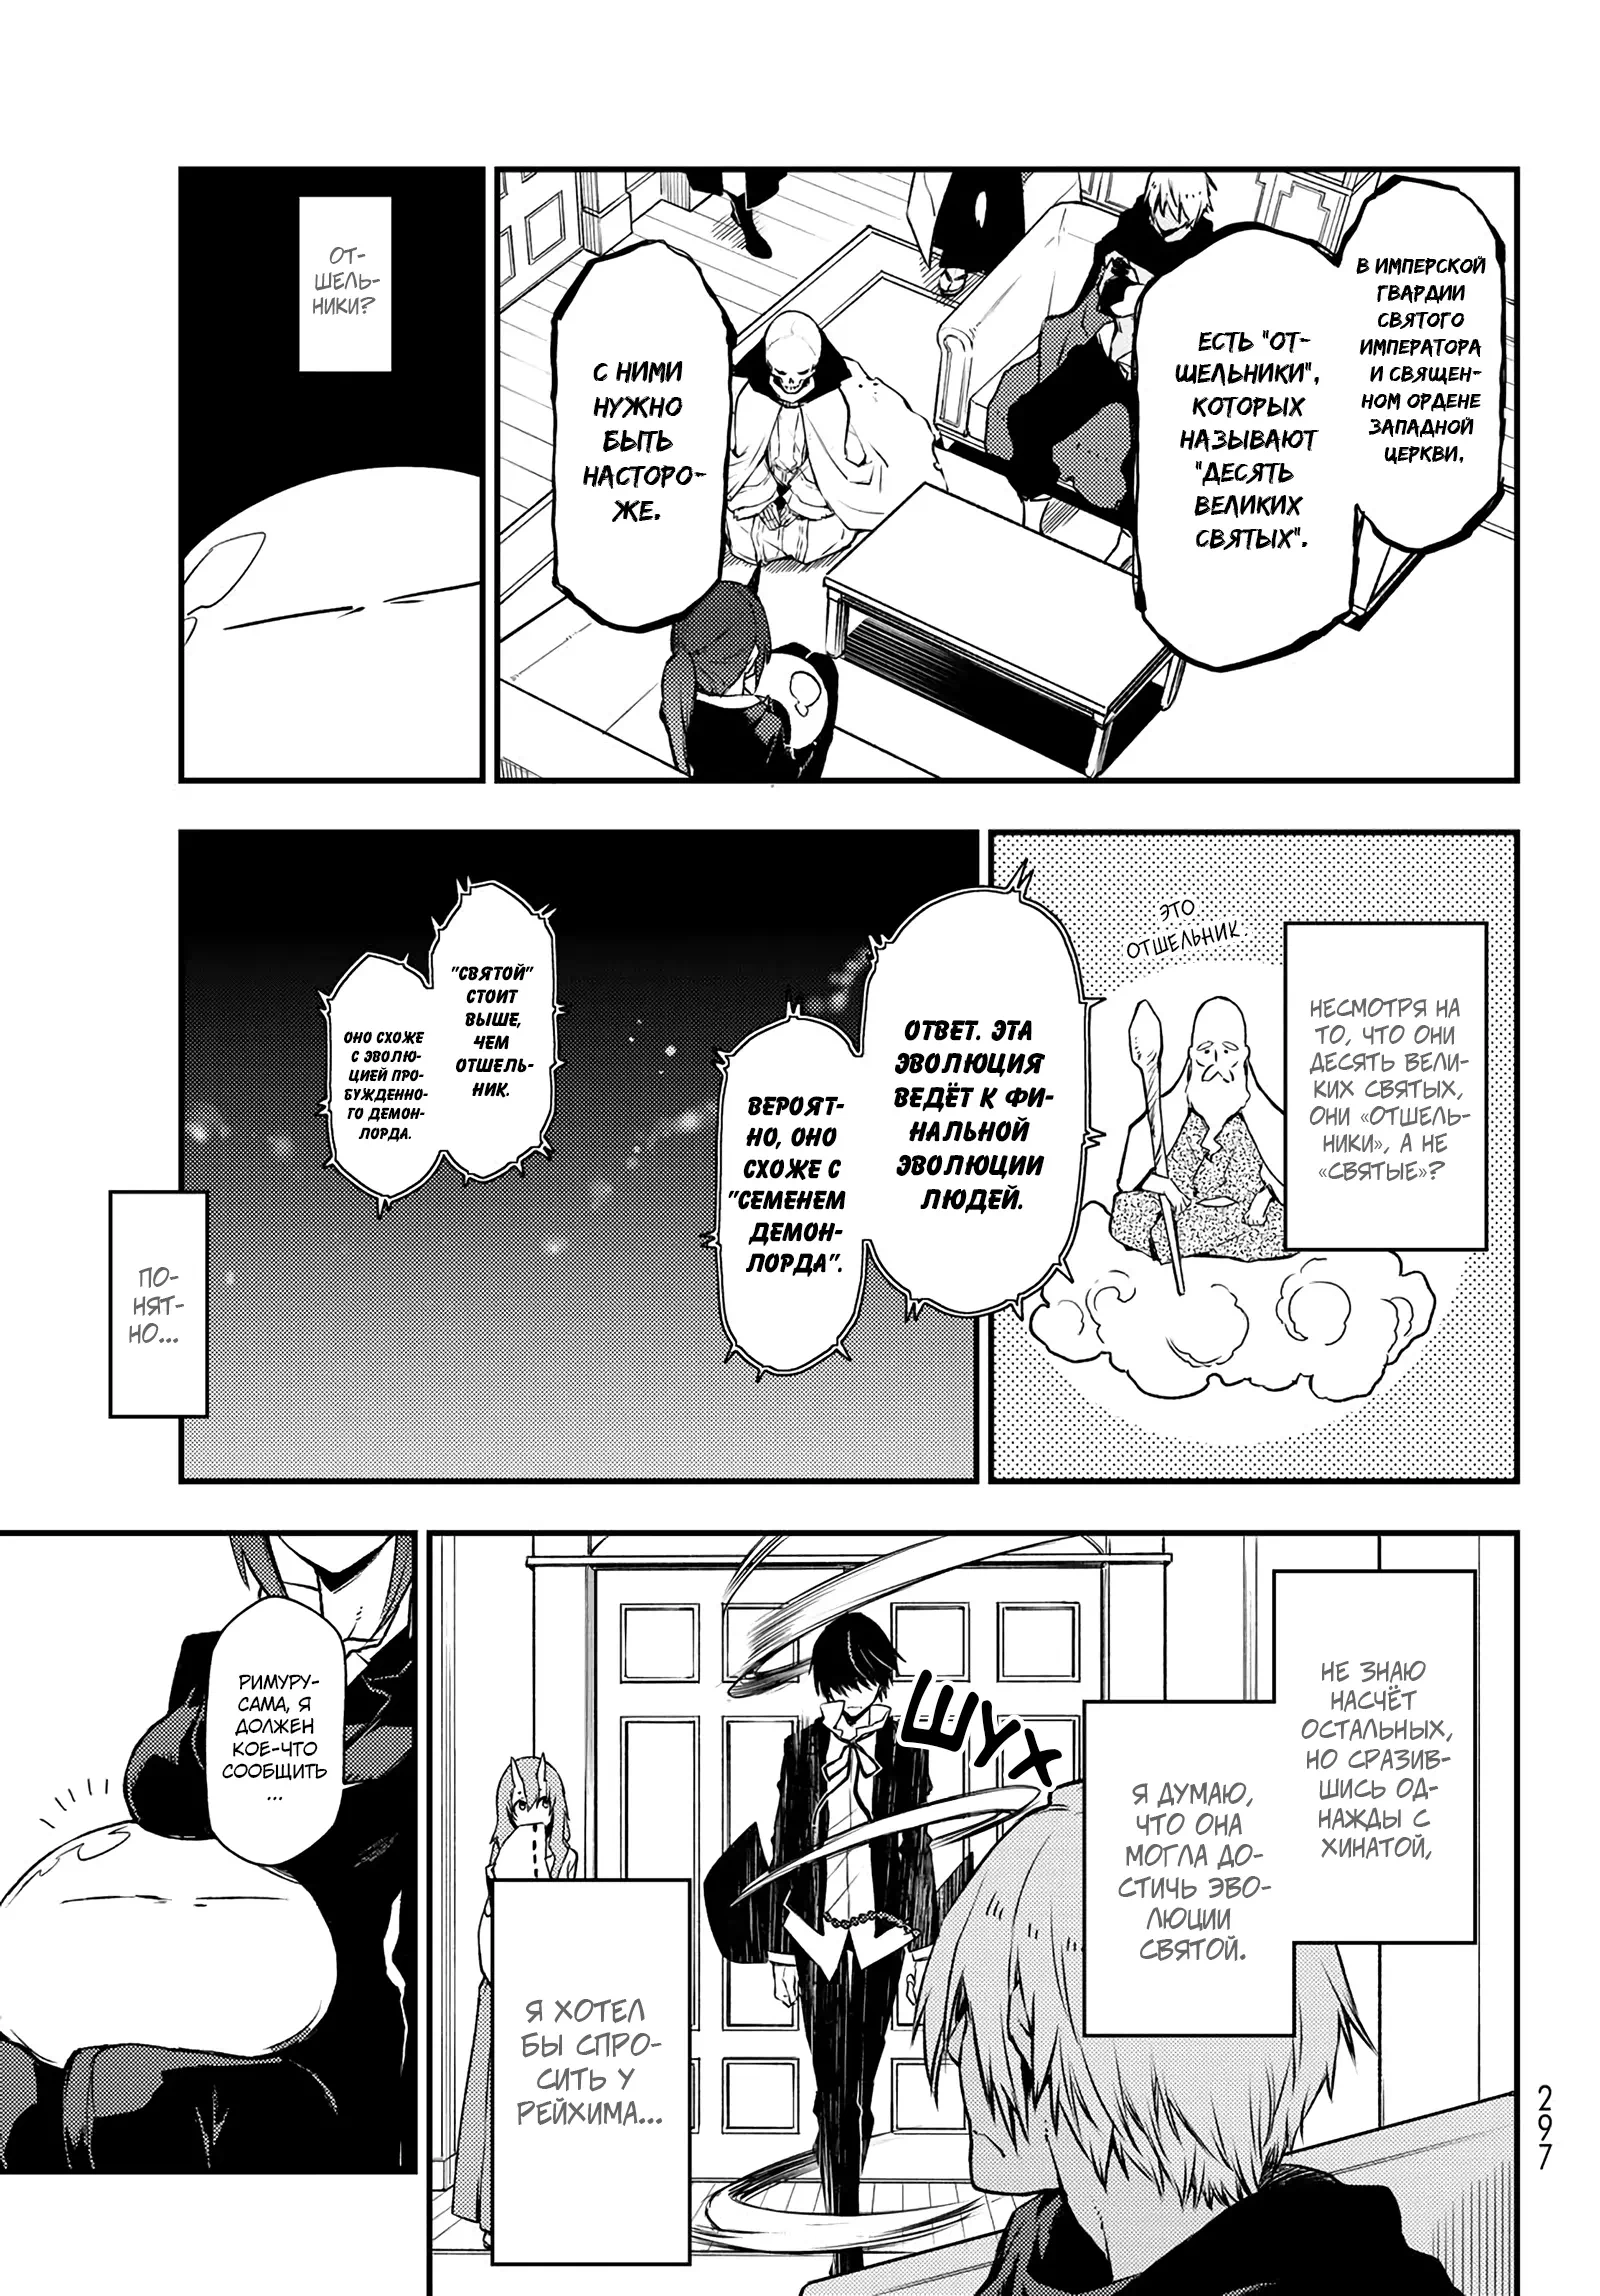 В ИМПЕРСКОЙ
ГВАРДИИ
СВЯТОГО
ИМПЕРАТОРА
И СВЯЩЕН-
НОМ ОРДЕНЕ
ЗАПАДНОЙ
ЦЕРКВИ,
ЕСТЬ "ОТ-
ШЕЛЬНИКИ",
КОТОРЫХ
НАЗЫВАЮТ
"ДЕСЯТЬ
ВЕЛИКИХ
СВЯТЫХ".
С НИМИ
НУЖНО
БЫТЬ
НАСТОРО-
ЖЕ.
ОТ-
ШЕЛЬ-
НИКИ?
НЕСМОТРЯ НА
ТО, ЧТО ОНИ
ДЕСЯТЬ ВЕЛИ-
КИХ СВЯТЫХ,
ОНИ «ОТШЕЛЬ-
НИКИ», А НЕ
«СВЯТЫЕ»?
ЭТО
ОТШЕЛЬНИК.
ОТВЕТ. ЭТА
ЭВОЛЮЦИЯ
ВЕДЁТ К ФИ-
НАЛЬНОЙ
ЭВОЛЮЦИИ
ЛЮДЕЙ.
ВЕРОЯТ-
НО, ОНО
СХОЖЕ С
"СЕМЕНЕМ
ДЕМОН-
ЛОРДА".
"СВЯТОЙ"
СТОИТ
ВЫШЕ,
ЧЕМ
ОТШЕЛЬ-
НИК.
ОНО СХОЖЕ
С ЭВОЛЮ-
ЦИЕЙ ПРО-
БУЖДЕННО-
ГО ДЕМОН-
ЛОРДА.
ПО-
НЯТ-
НО...
НЕ ЗНАЮ
НАСЧЁТ
ОСТАЛЬНЫХ,
НО СРАЗИВ-
ШИСЬ ОД-
НАЖДЫ С
ХИНАТОЙ,
Я ДУМАЮ,
ЧТО ОНА
МОГЛА ДО-
СТИЧЬ ЭВО-
ЛЮЦИИ
СВЯТОЙ.
ШУХ
Я ХОТЕЛ
БЫ СПРО-
СИТЬ У
РЕЙХИМА...
РИМУРУ-
САМА, Я
ДОЛЖЕН
КОЕ-ЧТО
СООБЩИТЬ
...
297